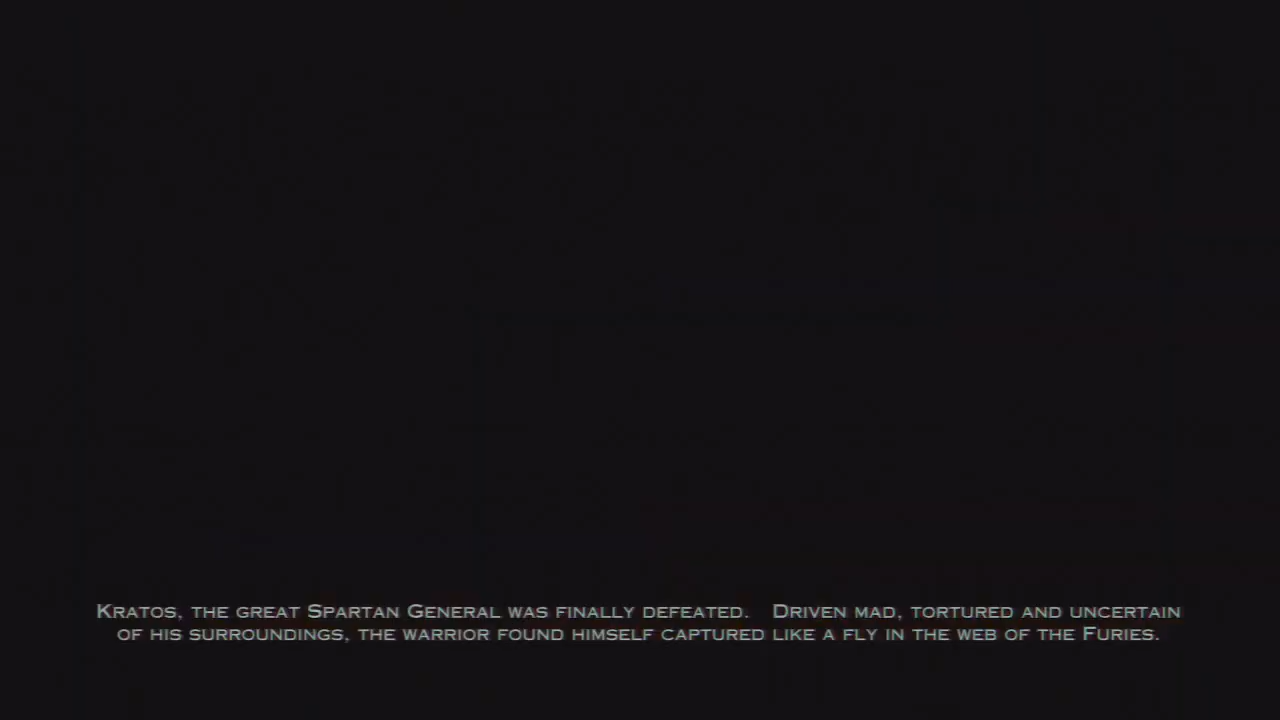 Kratos, the great Spartan General was finally defeated. Driven mad, tortured and uncertain
of his surroundings, the warrior found himself captured like a fly in the web of the Furies.